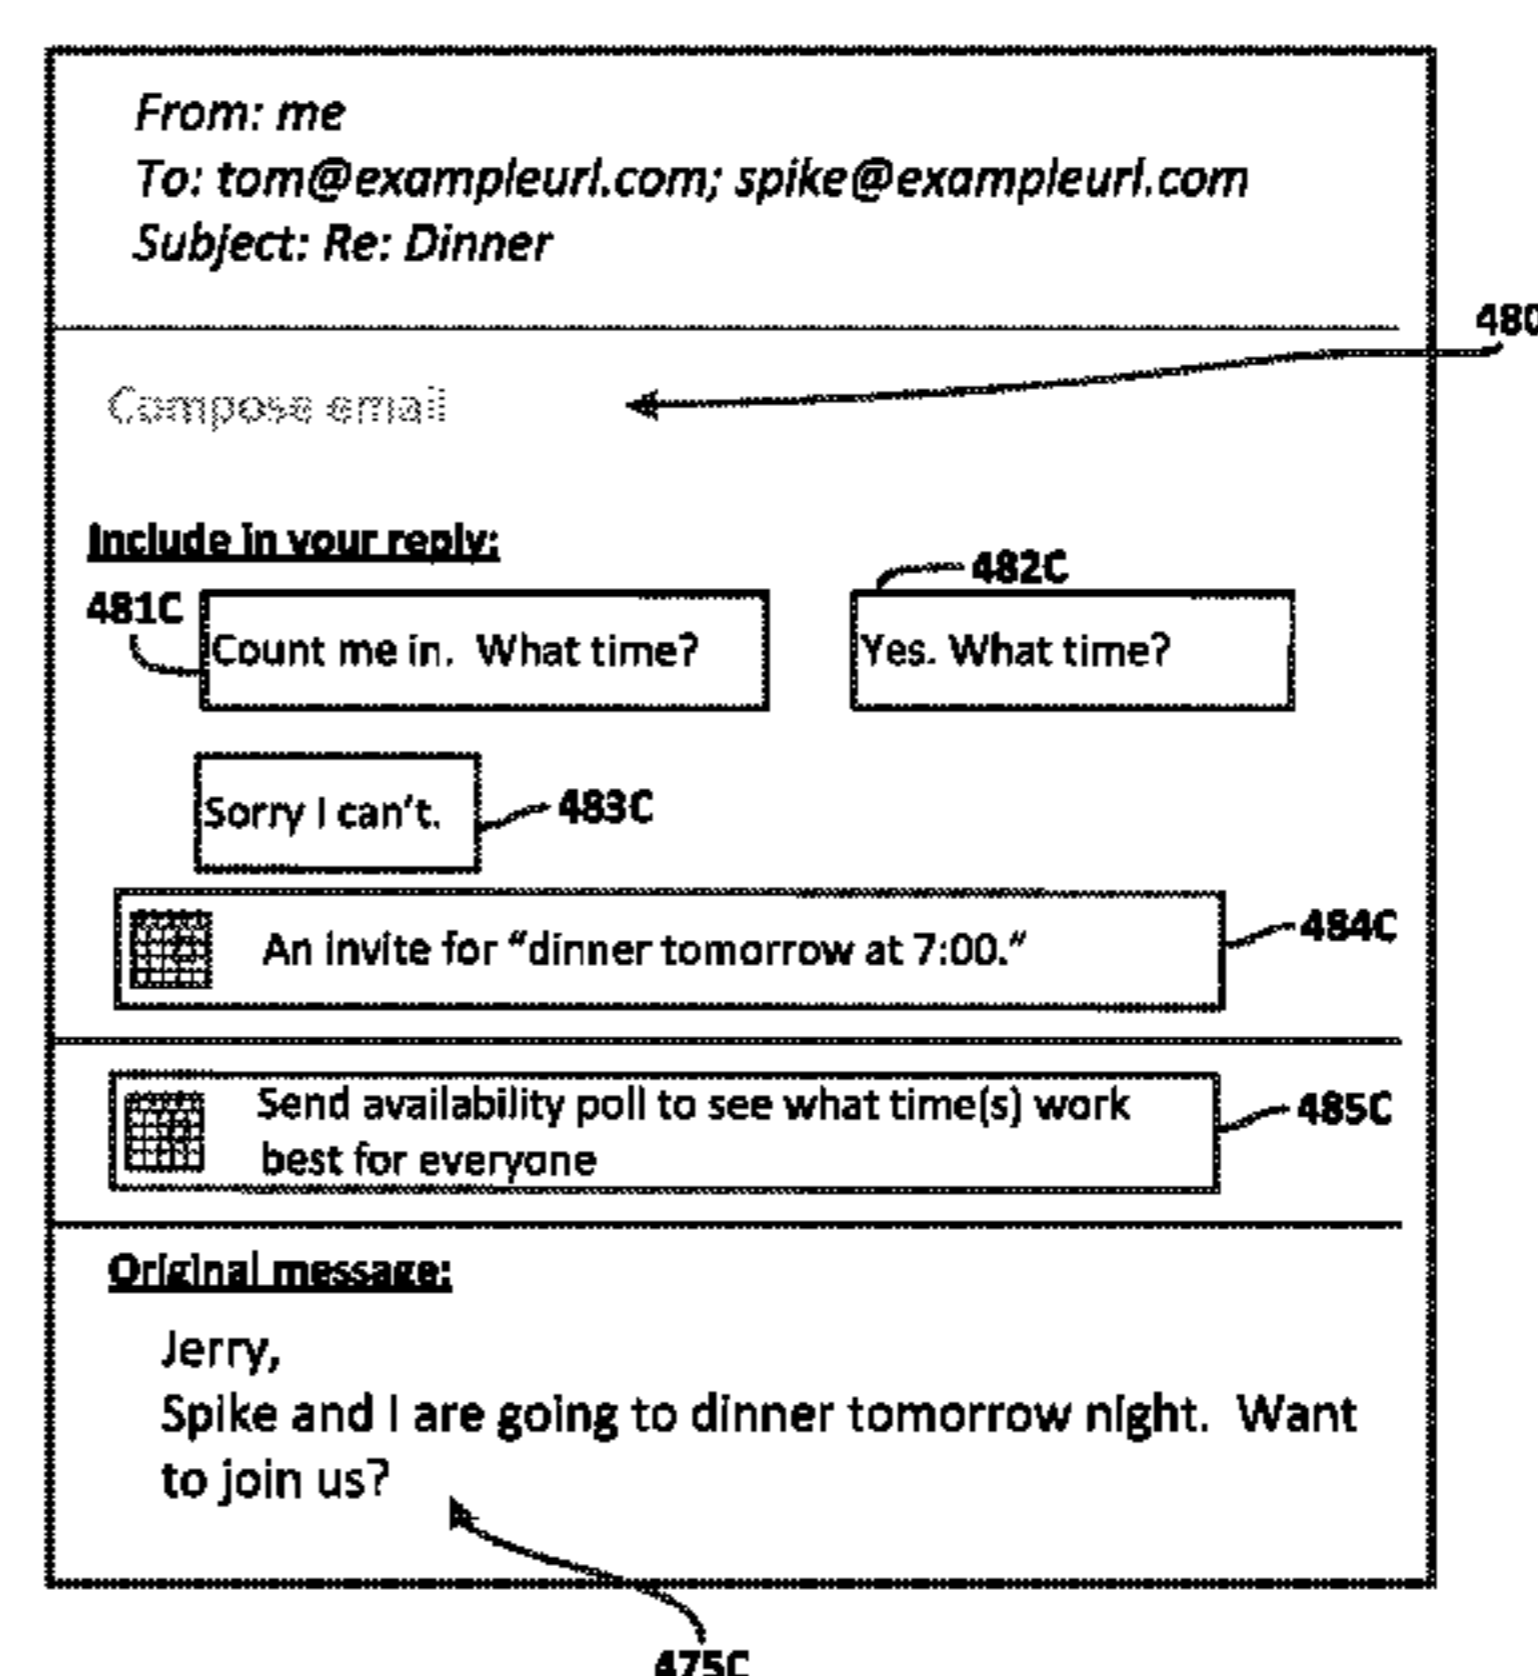 From: me
To: tom@exampleurl.com; spike@exampleurl.com
Subject: Re: Dinner
480
Compose email
Include in your reply:
482C
481C
Count me in.  What time?
Yes. What time?
Sorry I can't.
483C
An invite for "dinner tomorrow at 7:00."
484C
Send availability poll to see what time(s) work
best for everyone
485C
Original message:
Jerry,
Spike and I are going to dinner tomorrow night.  Want
to join us?
475C